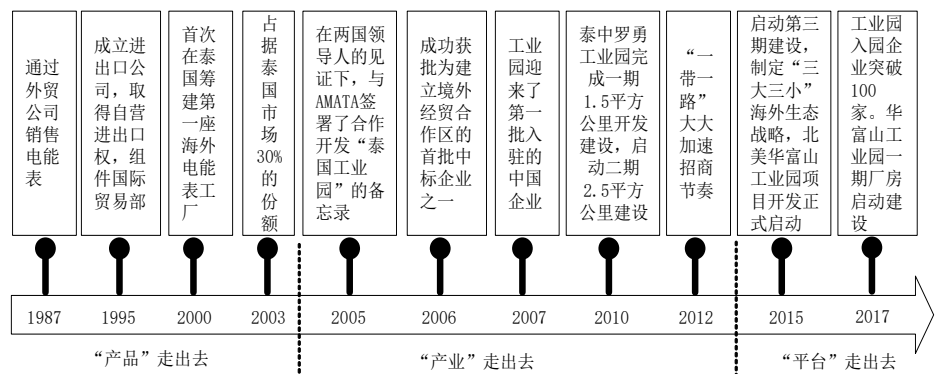 通过
外贸
公司
销售
电能
表
成立进
出口公
司，取
得自营
进出口
权，组
件国际
贸易部
首次
在泰
国筹
建第
一座
海外
电能
表工
厂
占
据
泰
国
市
场
30%
的
份
额
在两国领
导人的见
证下，与
AMATA签
署了合作
开发“泰
国工业
园”的备
忘录
成功获
批为建
立境外
经贸合
作区的
首批中
标企业
之一
工业
园迎
来了
第一
批入
驻的
中国
企业
泰中罗勇
工业园完
成一期
1.5平方
公里开发
建设，启
动二期
2.5平方
公里建设
“一
带一
路”
大大
加速
招商
节奏
启动第三
期建设，
制定“三
大三小”
海外生态
战略，北
美华富山
工业园项
目开发正
式启动
工业园
入园企
业突破
100
家。华
富山工
业园一
期厂房
启动建
设
1987 1995 2000 2003 2005 2006 2007 2010 2012 2015 2017
“产品”走出去 “产业”走出去 “平台”走出去